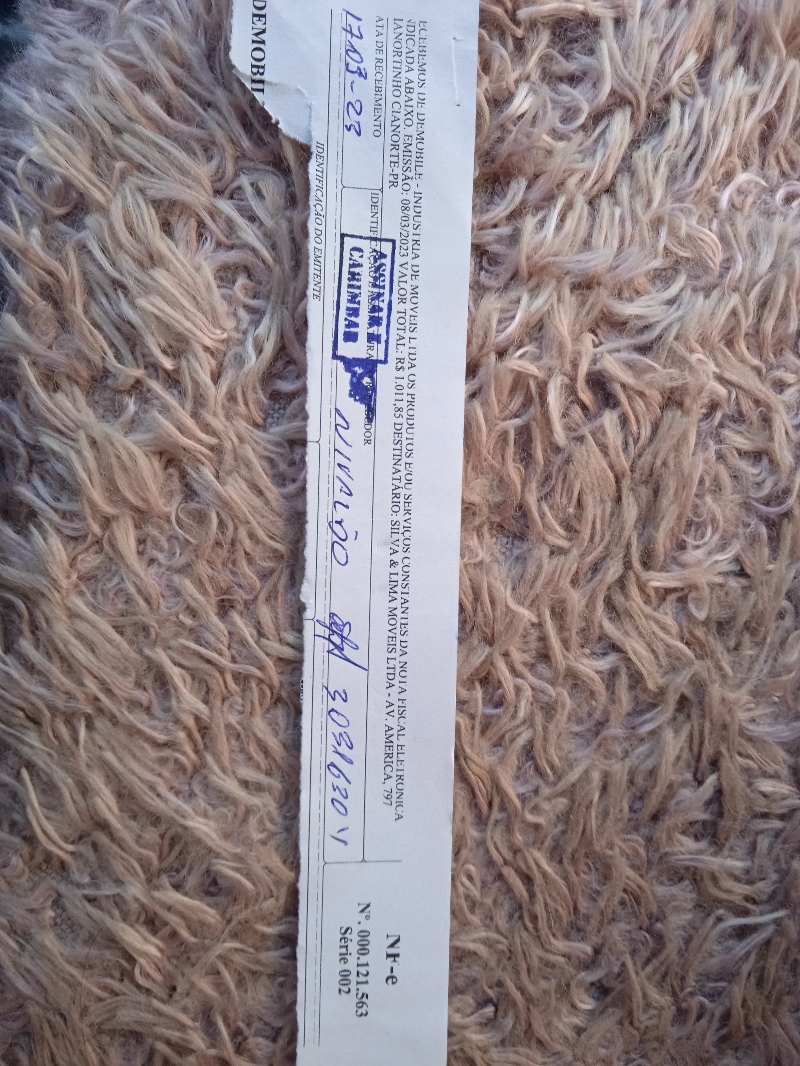 ECEBEMOS DE DEMOBILE - INDUSTRIA DE MOVEIS LTDA OS PRODUTOS E/OU SERVIÇOS CONSTANTES DA NOTA FISCAL ELETRONICA
NDICADA ABAIXO. EMISSÃO: 08/03/2023 VALOR TOTAL: R$ 1.011,85 DESTINATÁRIO: SILVA & LIMA MOVEIS LTDA - AV. AMERICA, 797
IANORTINHO CIANORTE-PR
NF-e
Nº. 000.121.563
Série 002
ATA DE RECEBIMENTO
17-03-23
ASSINAR E
CARIMBAR
NIVALDO
IDENTIFICAÇÃO DO EMITENTE